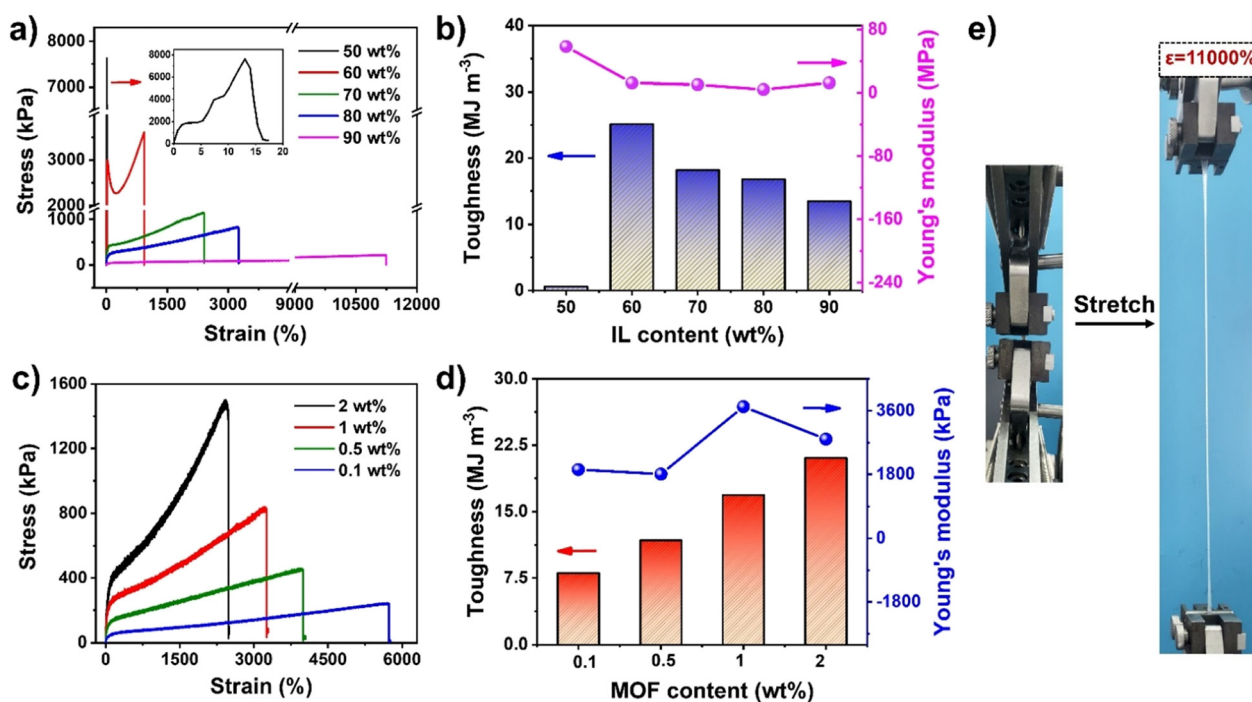 a)
8000
7000
3000
2000
1000
0
Stress (kPa)
0 3000 6000 9000 12000
Strain (%)
50 wt%
60 wt%
70 wt%
80 wt%
90 wt%
8000
6000
4000
2000
0
0 5 10 15 20
b)
40
30
20
10
0
Toughness (MJ m⁻³)
50 60 70 80 90
IL content (wt%)
80
0
-80
-160
-240
Young's modulus (MPa)
c)
1600
1200
800
400
0
Stress (kPa)
0 1500 3000 4500 6000
Strain (%)
2 wt%
1 wt%
0.5 wt%
0.1 wt%
d)
30.0
22.5
15.0
7.5
0.0
Toughness (MJ m⁻³)
0.1 0.5 1 2
MOF content (wt%)
3600
1800
0
-1800
Young's modulus (kPa)
e)
Stretch
ε=11000%